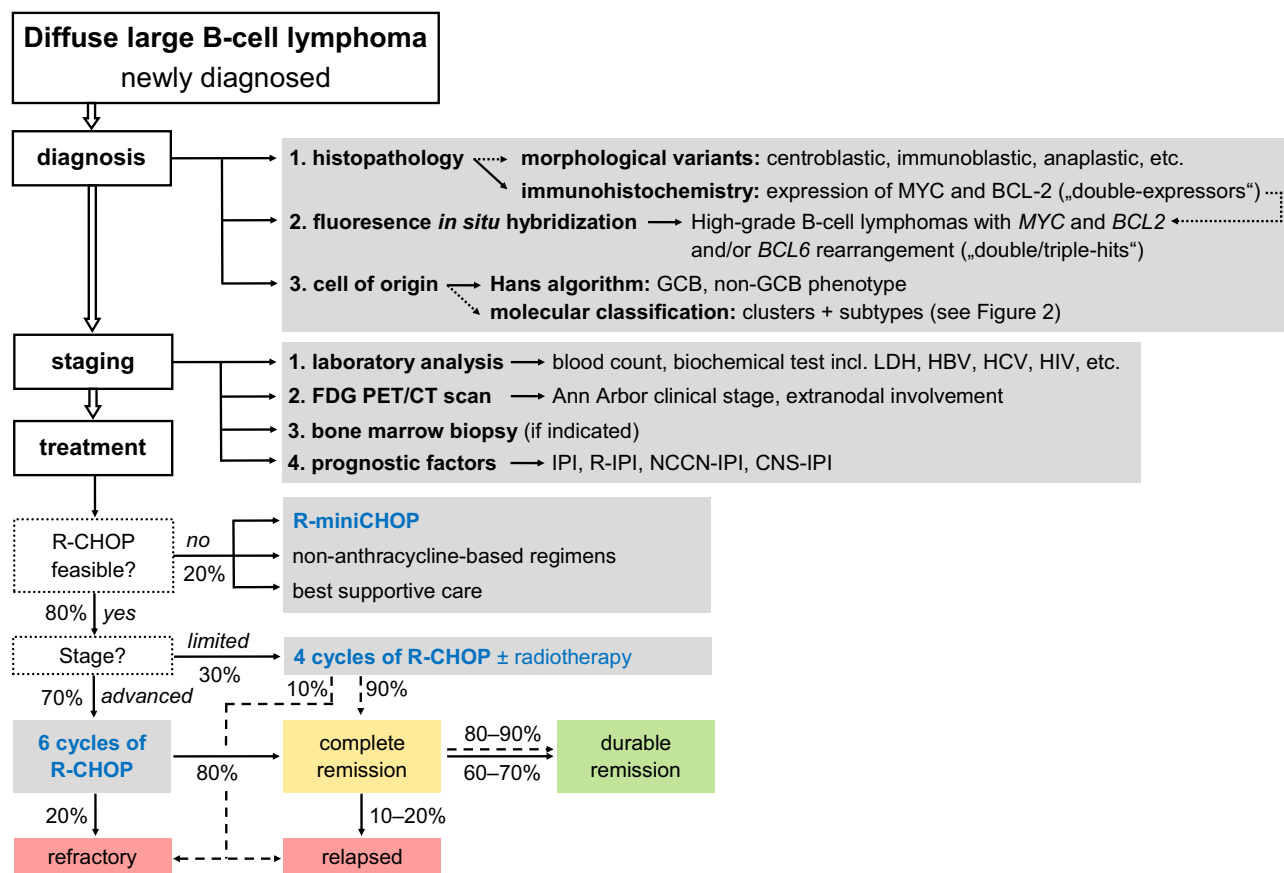 Diffuse large B-cell lymphoma
newly diagnosed
diagnosis
1. histopathology
morphological variants: centroblastic, immunoblastic, anaplastic, etc.
immunohistochemistry: expression of MYC and BCL-2 („double-expressors“)
2. fluoresence in situ hybridization
High-grade B-cell lymphomas with MYC and BCL2
and/or BCL6 rearrangement („double/triple-hits“)
3. cell of origin
Hans algorithm: GCB, non-GCB phenotype
molecular classification: clusters + subtypes (see Figure 2)
staging
1. laboratory analysis
blood count, biochemical test incl. LDH, HBV, HCV, HIV, etc.
2. FDG PET/CT scan
Ann Arbor clinical stage, extranodal involvement
3. bone marrow biopsy (if indicated)
4. prognostic factors
IPI, R-IPI, NCCN-IPI, CNS-IPI
treatment
R-CHOP
feasible?
no
20%
R-miniCHOP
non-anthracycline-based regimens
best supportive care
80%
yes
Stage?
limited
30%
4 cycles of R-CHOP ± radiotherapy
70%
advanced
10%
90%
6 cycles of
R-CHOP
80%
complete
remission
80–90%
60–70%
durable
remission
20%
10–20%
refractory
relapsed